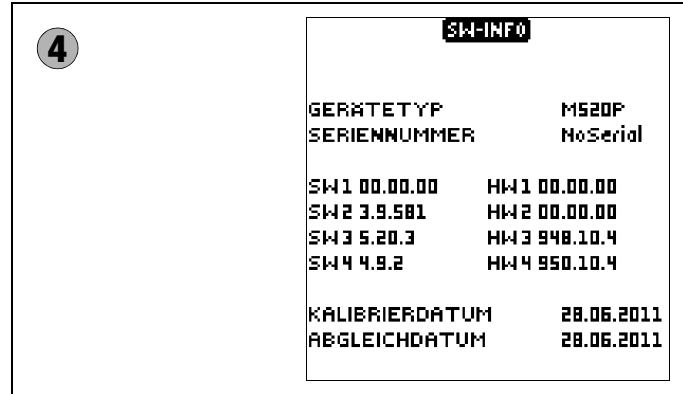 4
SW-INFO
GERÄTETYP MS20P
SERIENNUMMER NoSerial
SW1 00.00.00 HW1 00.00.00
SW2 3.9.581 HW2 00.00.00
SW3 5.20.3 HW3 948.10.4
SW4 4.9.2 HW4 950.10.4
KALIBRIERDATUM 28.06.2011
ABGLEICHDATUM 28.06.2011